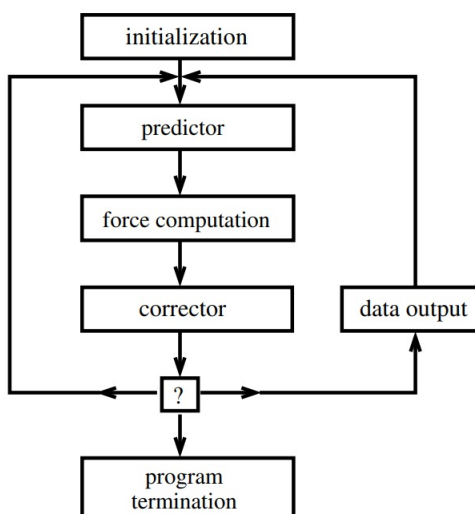 initialization
predictor
force computation
corrector
data output
?
program
termination